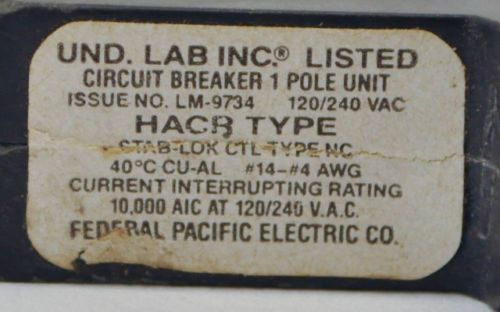 UND. LAB INC.® LISTED
CIRCUIT BREAKER 1 POLE UNIT
ISSUE NO. LM-9734 120/240 VAC
HACR TYPE
STAB-LOK CTL TYPE NC
40°C CU-AL #14-#4 AWG
CURRENT INTERRUPTING RATING
10,000 AIC AT 120/240 V.A.C.
FEDERAL PACIFIC ELECTRIC CO.